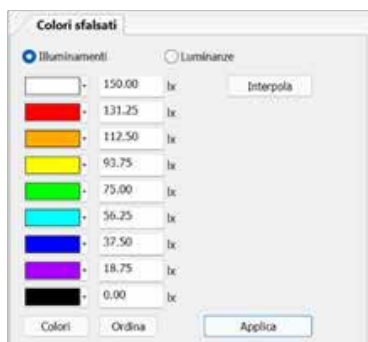 Colori sfalsati
Illuminamenti Luminanze
150.00 lx Interpola
131.25 lx
112.50 lx
93.75 lx
75.00 lx
56.25 lx
37.50 lx
18.75 lx
0.00 lx
Colori Ordina Applica